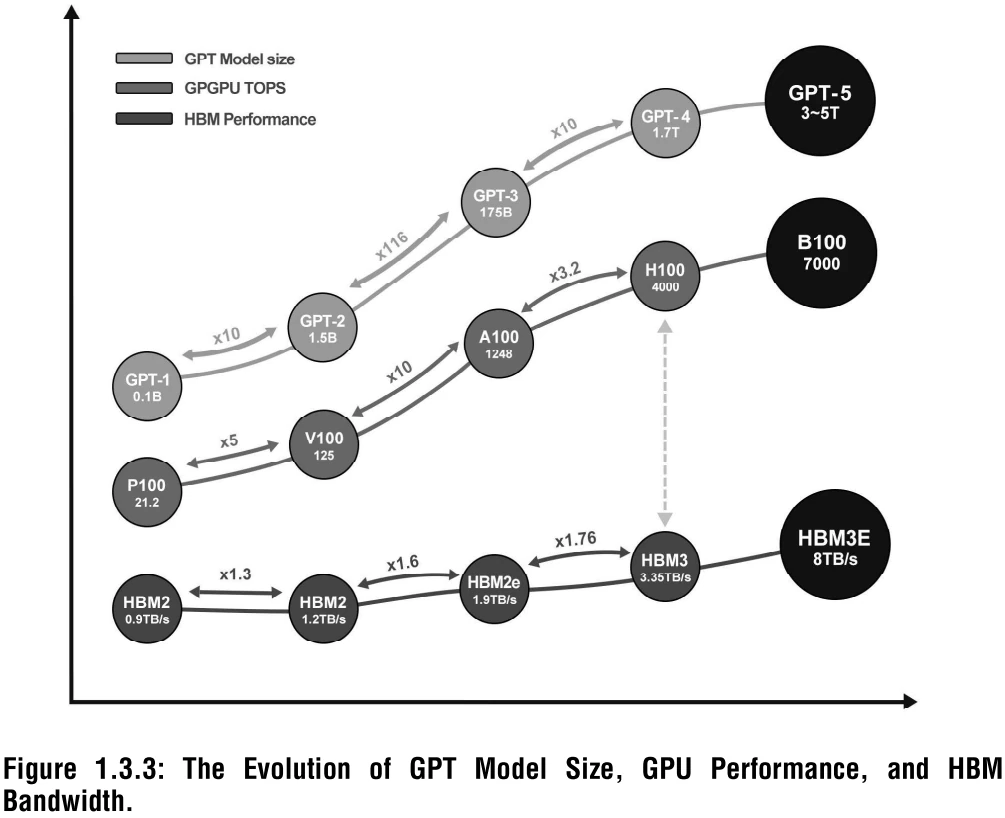 GPT Model size
GPGPU TOPS
HBM Performance
GPT-1
0.1B
x10
GPT-2
1.5B
x116
GPT-3
175B
x10
GPT-4
1.7T
GPT-5
3~5T
P100
21.2
x5
V100
125
x10
A100
1248
x3.2
H100
4000
B100
7000
HBM2
0.9TB/s
x1.3
HBM2
1.2TB/s
x1.6
HBM2e
1.9TB/s
x1.76
HBM3
3.35TB/s
HBM3E
8TB/s
Figure 1.3.3: The Evolution of GPT Model Size, GPU Performance, and HBM
Bandwidth.